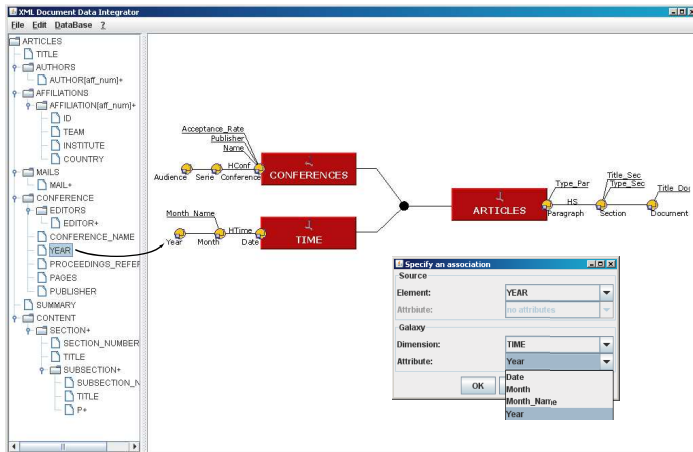 XML Document Data Integrator
File Edit DataBase ?
ARTICLES
TITLE
AUTHORS
AUTHOR[aff_num]+
AFFILIATIONS
AFFILIATION[aff_num]+
ID
TEAM
INSTITUTE
COUNTRY
MAILS
MAIL+
CONFERENCE
EDITORS
EDITOR+
CONFERENCE_NAME
YEAR
PROCEEDINGS_REFER
PAGES
PUBLISHER
SUMMARY
CONTENT
SECTION+
SECTION_NUMBER
TITLE
SUBSECTION+
SUBSECTION_N
TITLE
P+
Acceptance_Rate
Publisher
Name
HConf
Audience Serie Conference
CONFERENCES
Month_Name
HTime
Year Month Date
TIME
ARTICLES
Title_Sec
Type_Par Type_Sec Title_Doc
HS
Paragraph Section Document
Specify an association
Source
Element: YEAR
Attrbiute: no attributes
Galaxy
Dimension: TIME
Attribute: Year
OK
Date
Month
Month_Name
Year